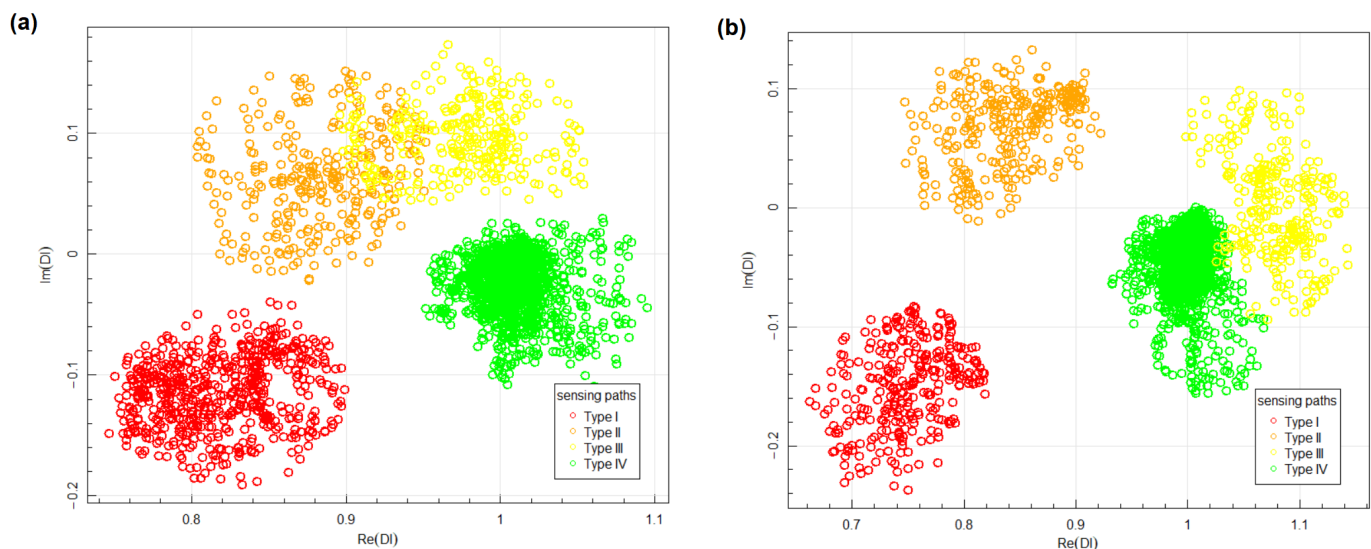 (a)
0.1
0
−0.1
−0.2
Im(DI)
0.8
0.9
1
1.1
Re(DI)
sensing paths
Type I
Type II
Type III
Type IV
(b)
0.1
0
−0.1
−0.2
Im(DI)
0.7
0.8
0.9
1
1.1
Re(DI)
sensing paths
Type I
Type II
Type III
Type IV